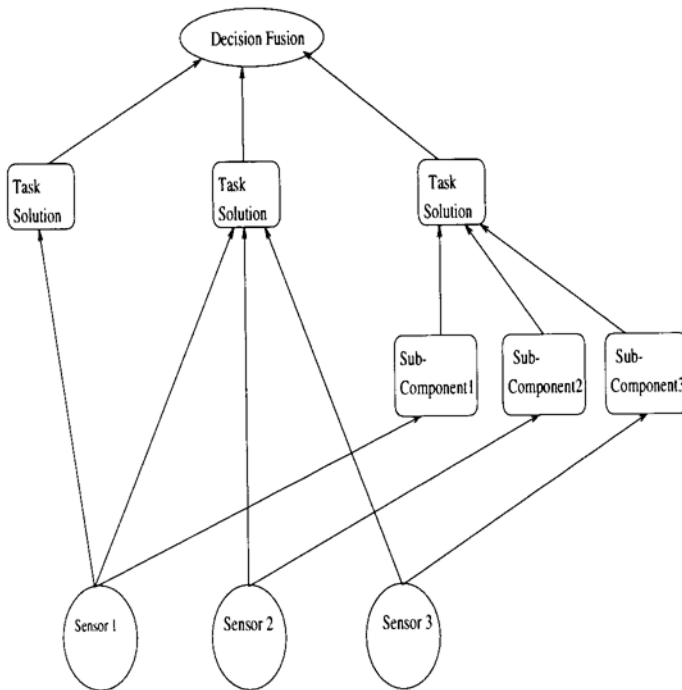 Decision Fusion
Task
Solution
Task
Solution
Task
Solution
Sub-
Component1
Sub-
Component2
Sub-
Component3
Sensor 1
Sensor 2
Sensor 3